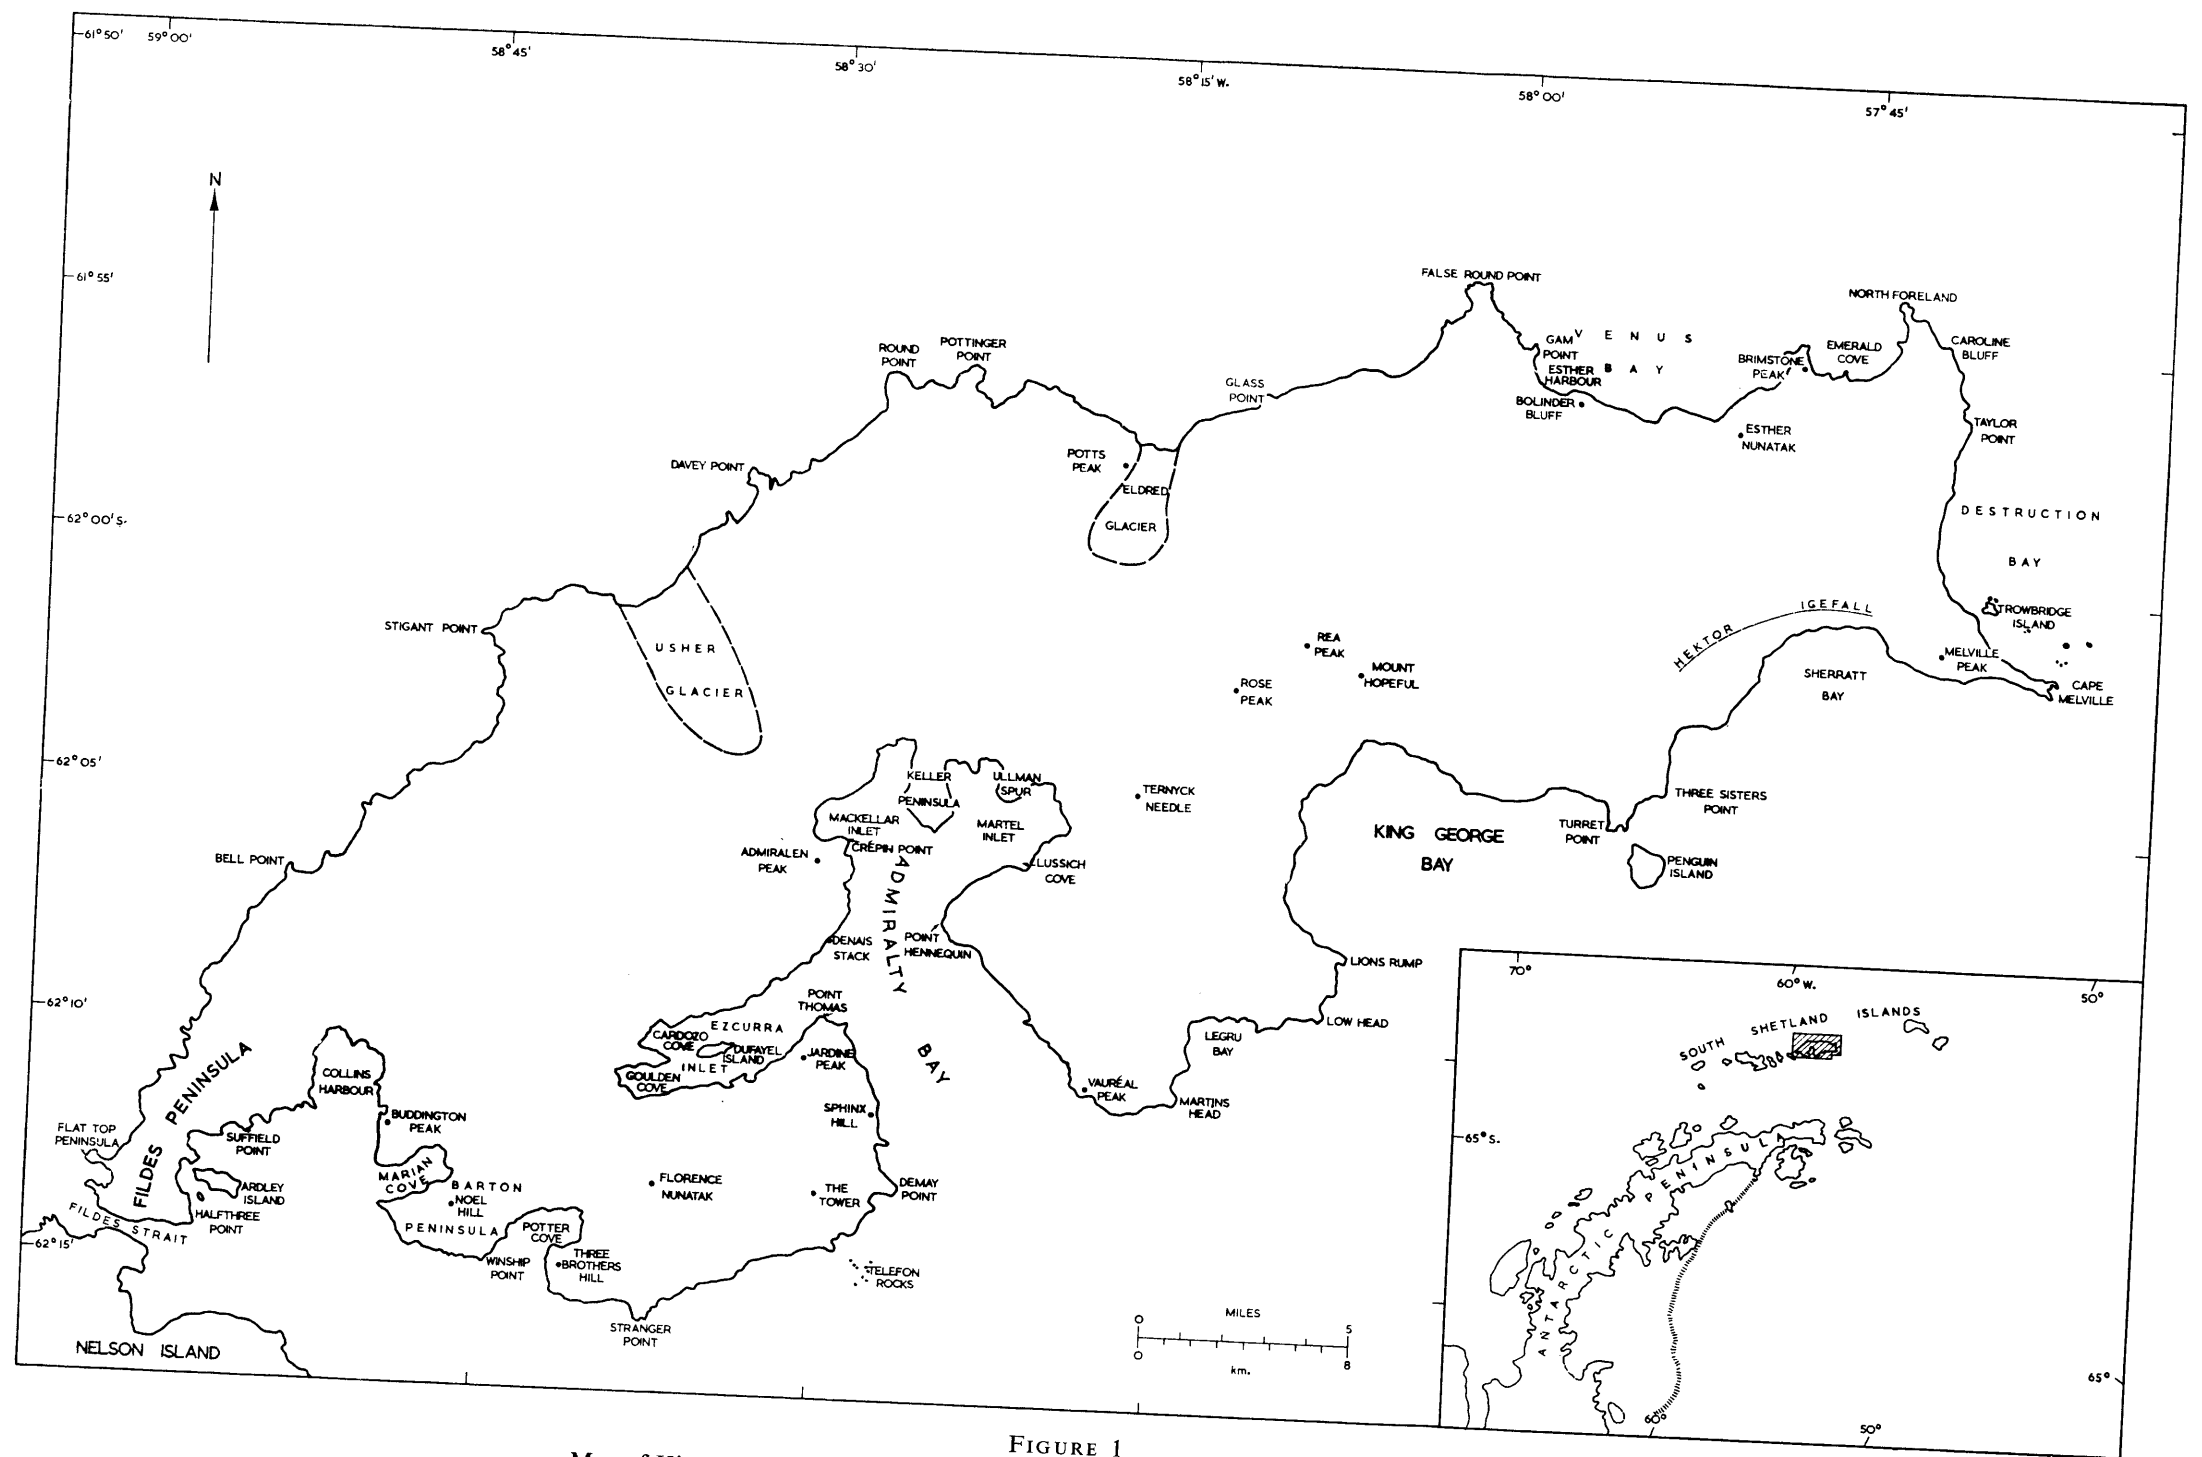 61°50'
59°00'
58°45'
58°30'
58°15'W.
58°00'
57°45'
N
61°55'
FALSE ROUND POINT
NORTH FORELAND
ROUND
POINT
POTTINGER
POINT
GAM
POINT
VENUS
BAY
ESTHER
HARBOUR
BRIMSTONE
PEAK
EMERALD
COVE
CAROLINE
BLUFF
GLASS
POINT
BOLINDER
BLUFF
ESTHER
NUNATAK
TAYLOR
POINT
DAVEY POINT
POTTS
PEAK
ELDRED
GLACIER
62°00'S.
DESTRUCTION
BAY
STIGANT POINT
USHER
GLACIER
REA
PEAK
MOUNT
HOPEFUL
ROSE
PEAK
HEKTOR IGEFALL
TROWBRIDGE
ISLAND
MELVILLE
PEAK
SHERRATT
BAY
CAPE
MELVILLE
62°05'
KELLER
PENINSULA
ULLMAN
SPUR
MACKELLAR
INLET
MARTEL
INLET
TERNYCK
NEEDLE
THREE SISTERS
POINT
TURRET
POINT
KING GEORGE
BAY
PENGUIN
ISLAND
BELL POINT
ADMIRALEN
PEAK
CRÉPIN POINT
LUSSICH
COVE
ADMIRALTY
BAY
DENAIS
STACK
POINT
HENNEQUIN
LIONS RUMP
62°10'
POINT
THOMAS
CARDOZO
COVE
EZCURRA
INLET
DUFAYEL
ISLAND
GOULDEN
COVE
JARDINE
PEAK
LEGRU
BAY
LOW HEAD
VAURÉAL
PEAK
MARTINS
HEAD
SPHINX
HILL
FILDES PENINSULA
COLLINS
HARBOUR
BUDDINGTON
PEAK
FLAT TOP
PENINSULA
SUFFIELD
POINT
MARIAN
COVE
ARDLEY
ISLAND
HALFTHREE
POINT
BARTON
PENINSULA
NOEL
HILL
FLORENCE
NUNATAK
THE
TOWER
DEMAY
POINT
FILDES STRAIT
62°15'
POTTER
COVE
WINSHIP
POINT
THREE
BROTHERS
HILL
TELEFON
ROCKS
STRANGER
POINT
NELSON ISLAND
MILES
0 5
0 8
km.
70°
60°W.
50°
SOUTH SHETLAND ISLANDS
65°S.
ANTARCTIC PENINSULA
65°
60°
50°
FIGURE 1